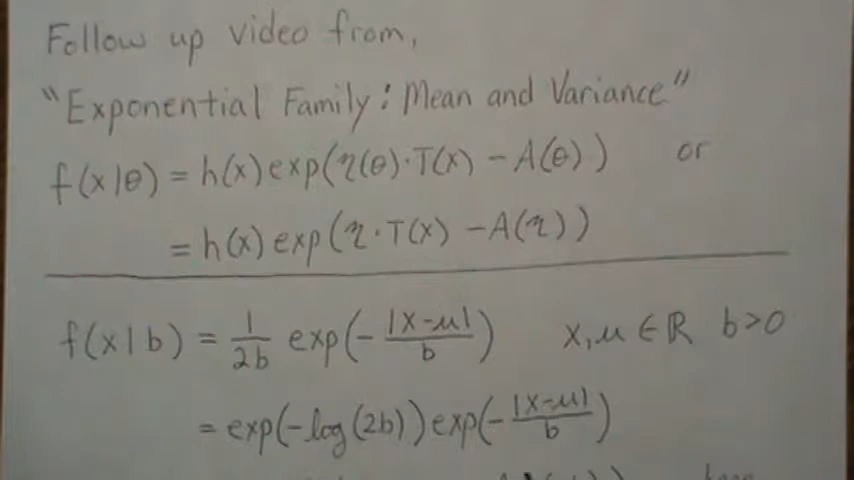 Follow up video from,
"Exponential Family: Mean and Variance"
f(x|θ) = h(x) exp(η(θ)·T(x) - A(θ)) or
= h(x) exp(η·T(x) - A(η))
f(x|b) = 1/2b exp(- |x-μ|/b) x,μ ∈ ℝ b>0
= exp(-log(2b)) exp(- |x-μ|/b)